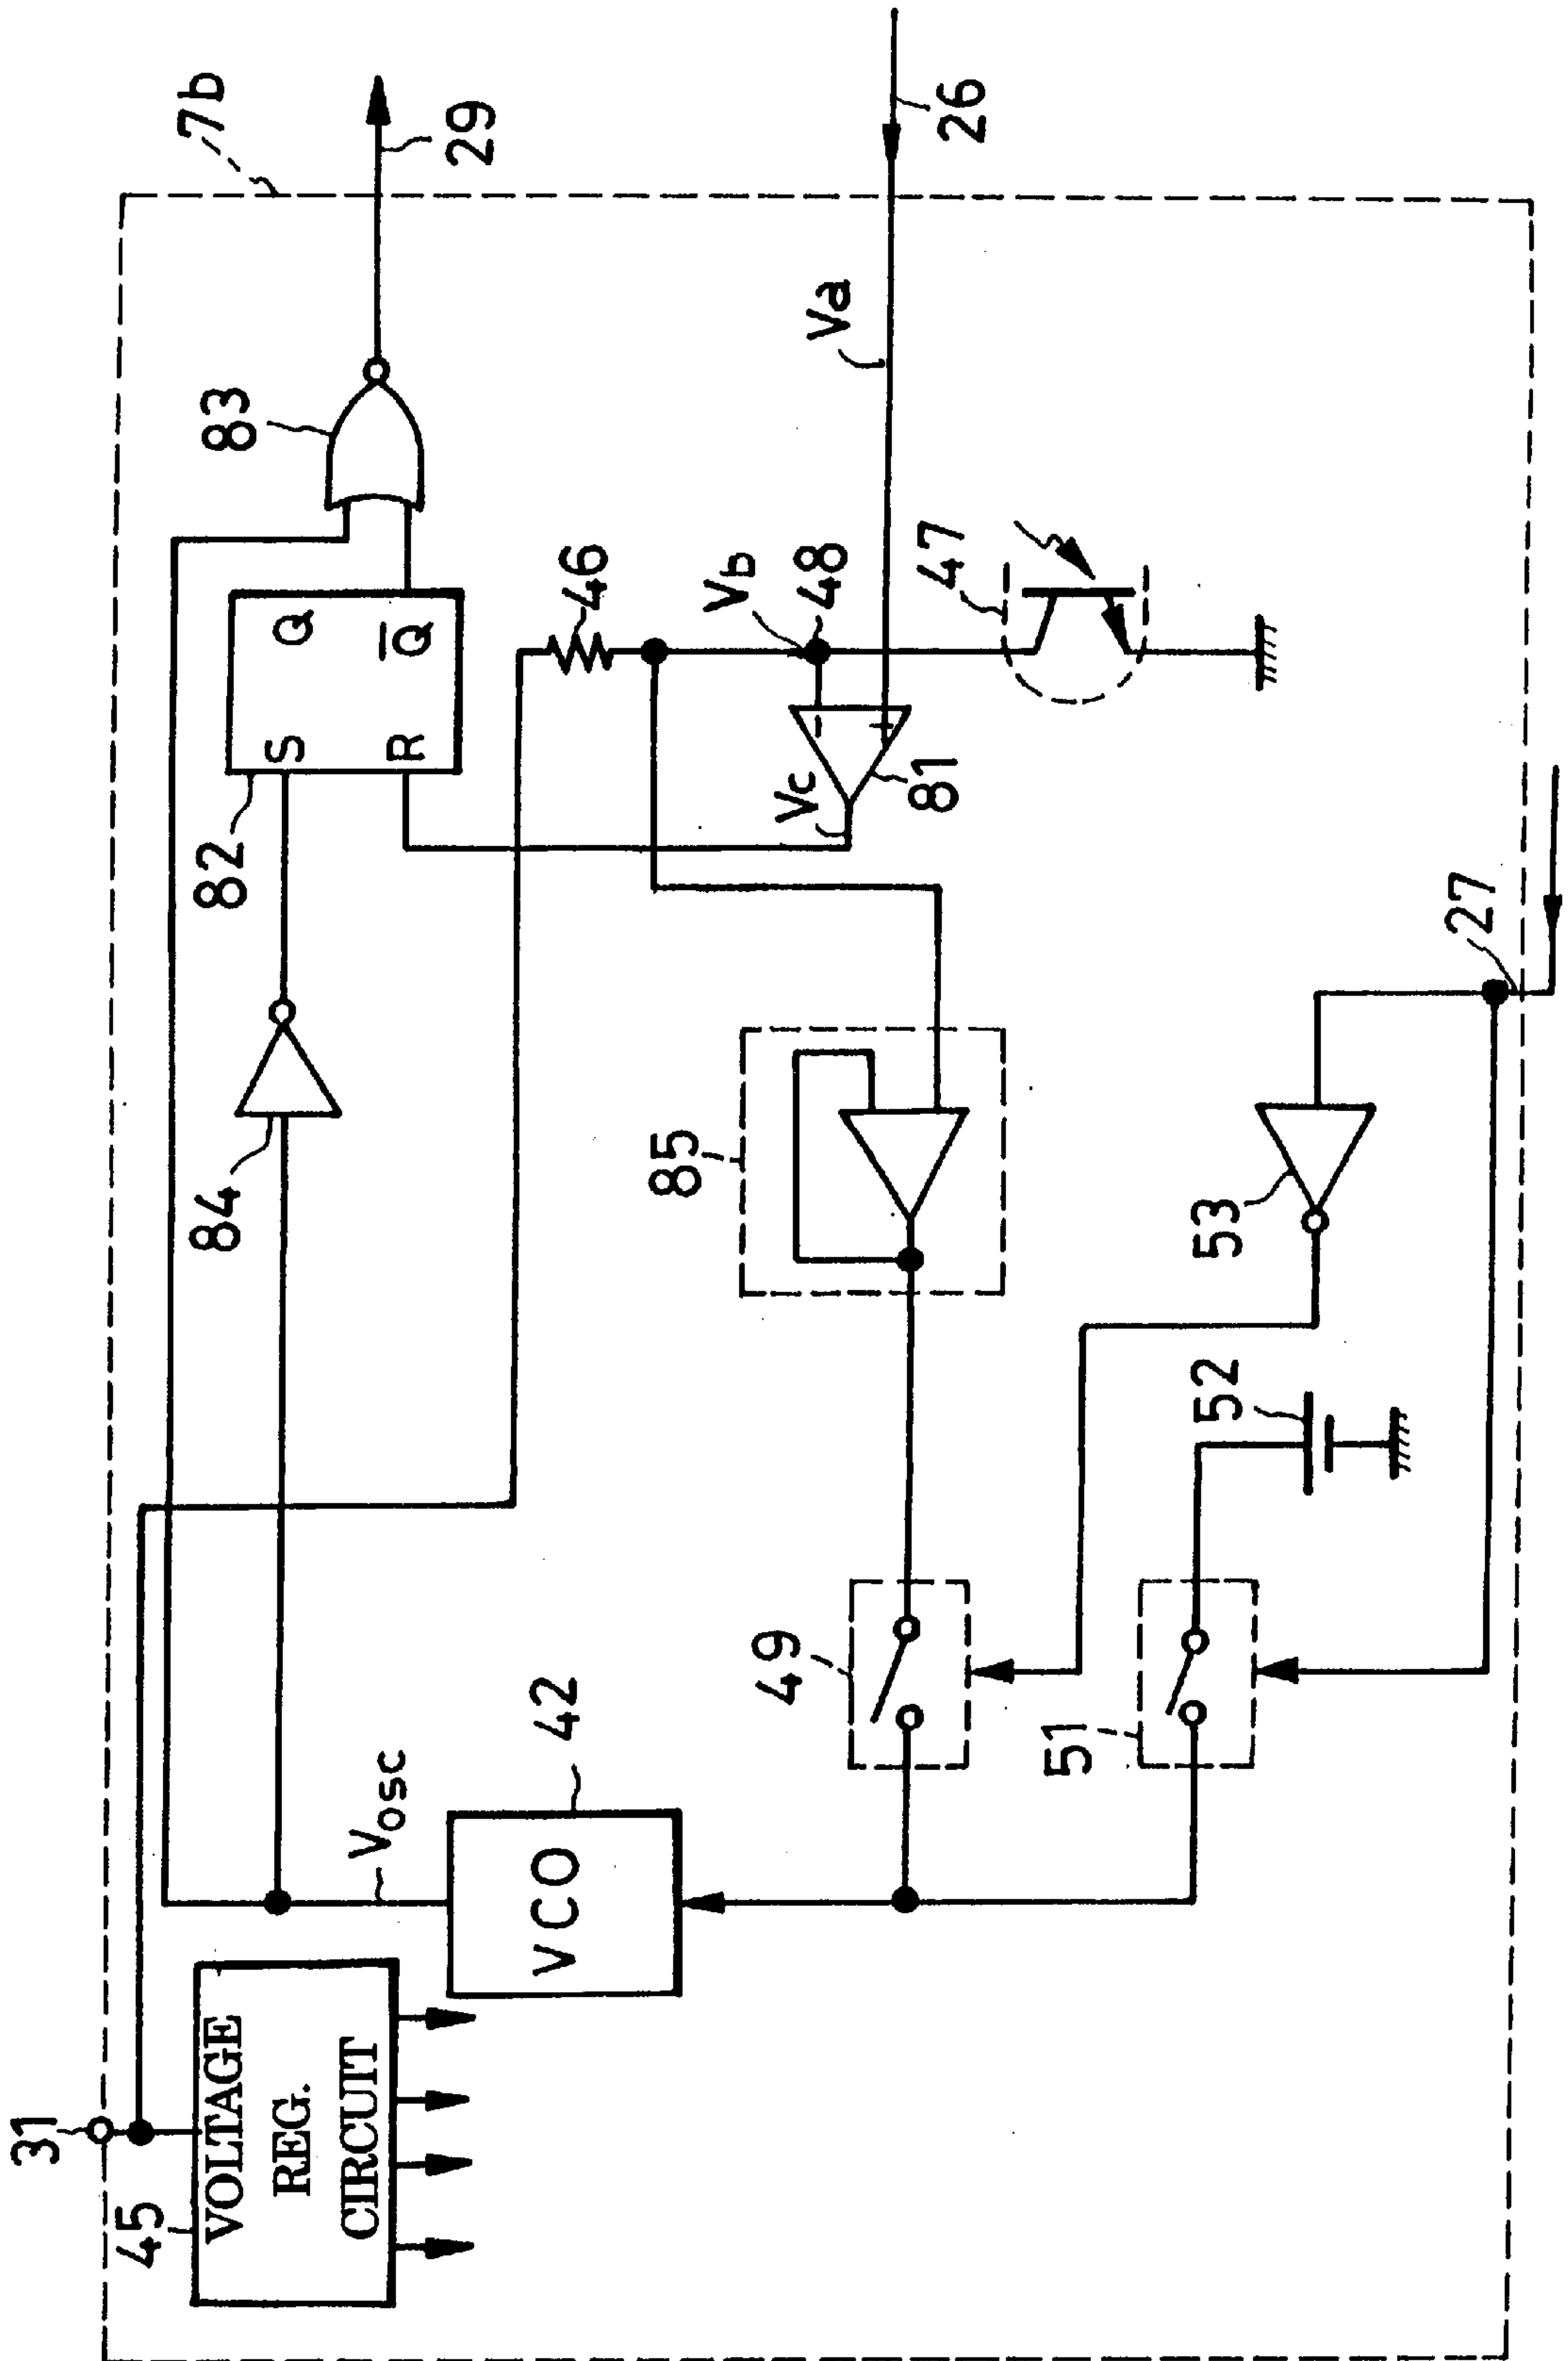 7b
29
83
82
S
Q
R
Q̅
84
46
Vb
48
47
Va
26
Vc
81
85
27
53
52
49
51
42
Vosc
VCO
31
45
VOLTAGE
REG.
CIRCUIT